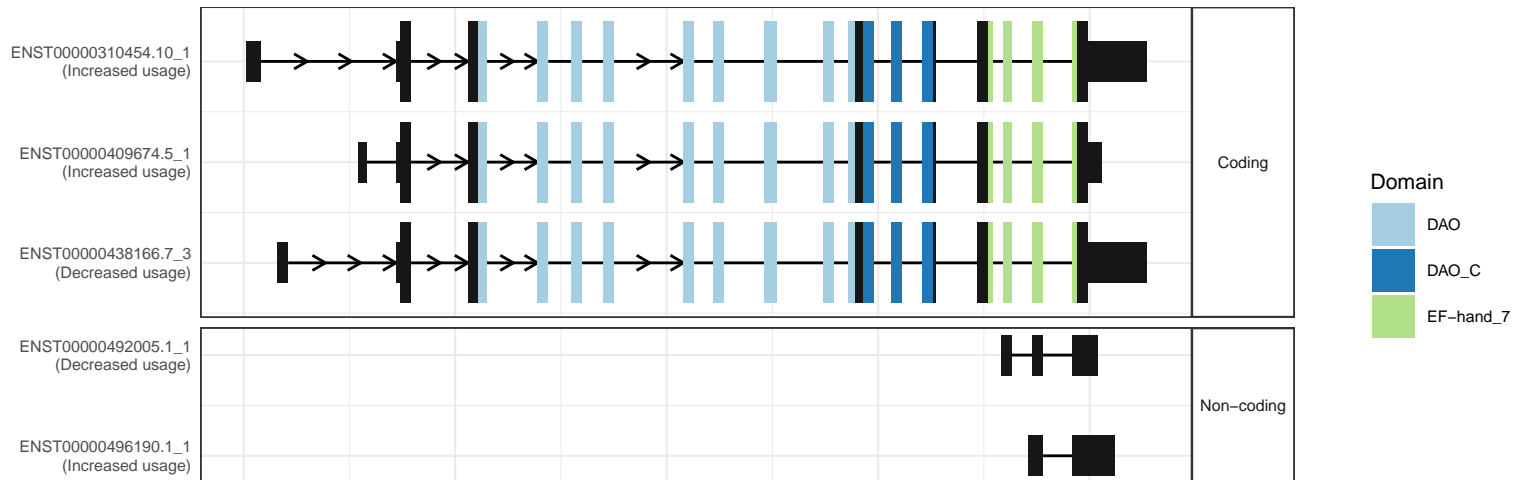 ENST00000310454.10_1
(Increased usage)
ENST00000409674.5_1
(Increased usage)
Coding
ENST00000438166.7_3
(Decreased usage)
ENST00000492005.1_1
(Decreased usage)
Non−coding
ENST00000496190.1_1
(Increased usage)
Domain
DAO
DAO_C
EF−hand_7